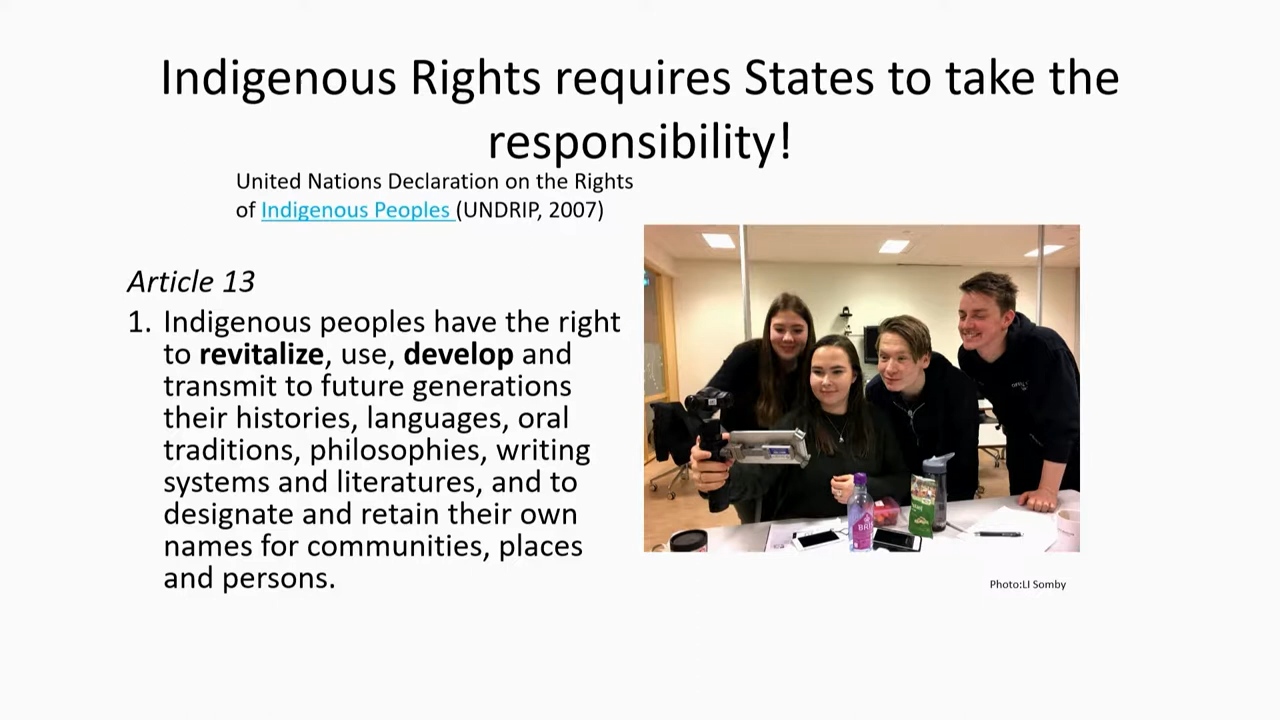 Indigenous Rights requires States to take the
responsibility!
United Nations Declaration on the Rights
of Indigenous Peoples (UNDRIP, 2007)
Article 13
1. Indigenous peoples have the right
to revitalize, use, develop and
transmit to future generations
their histories, languages, oral
traditions, philosophies, writing
systems and literatures, and to
designate and retain their own
names for communities, places
and persons.
Photo:LI Somby